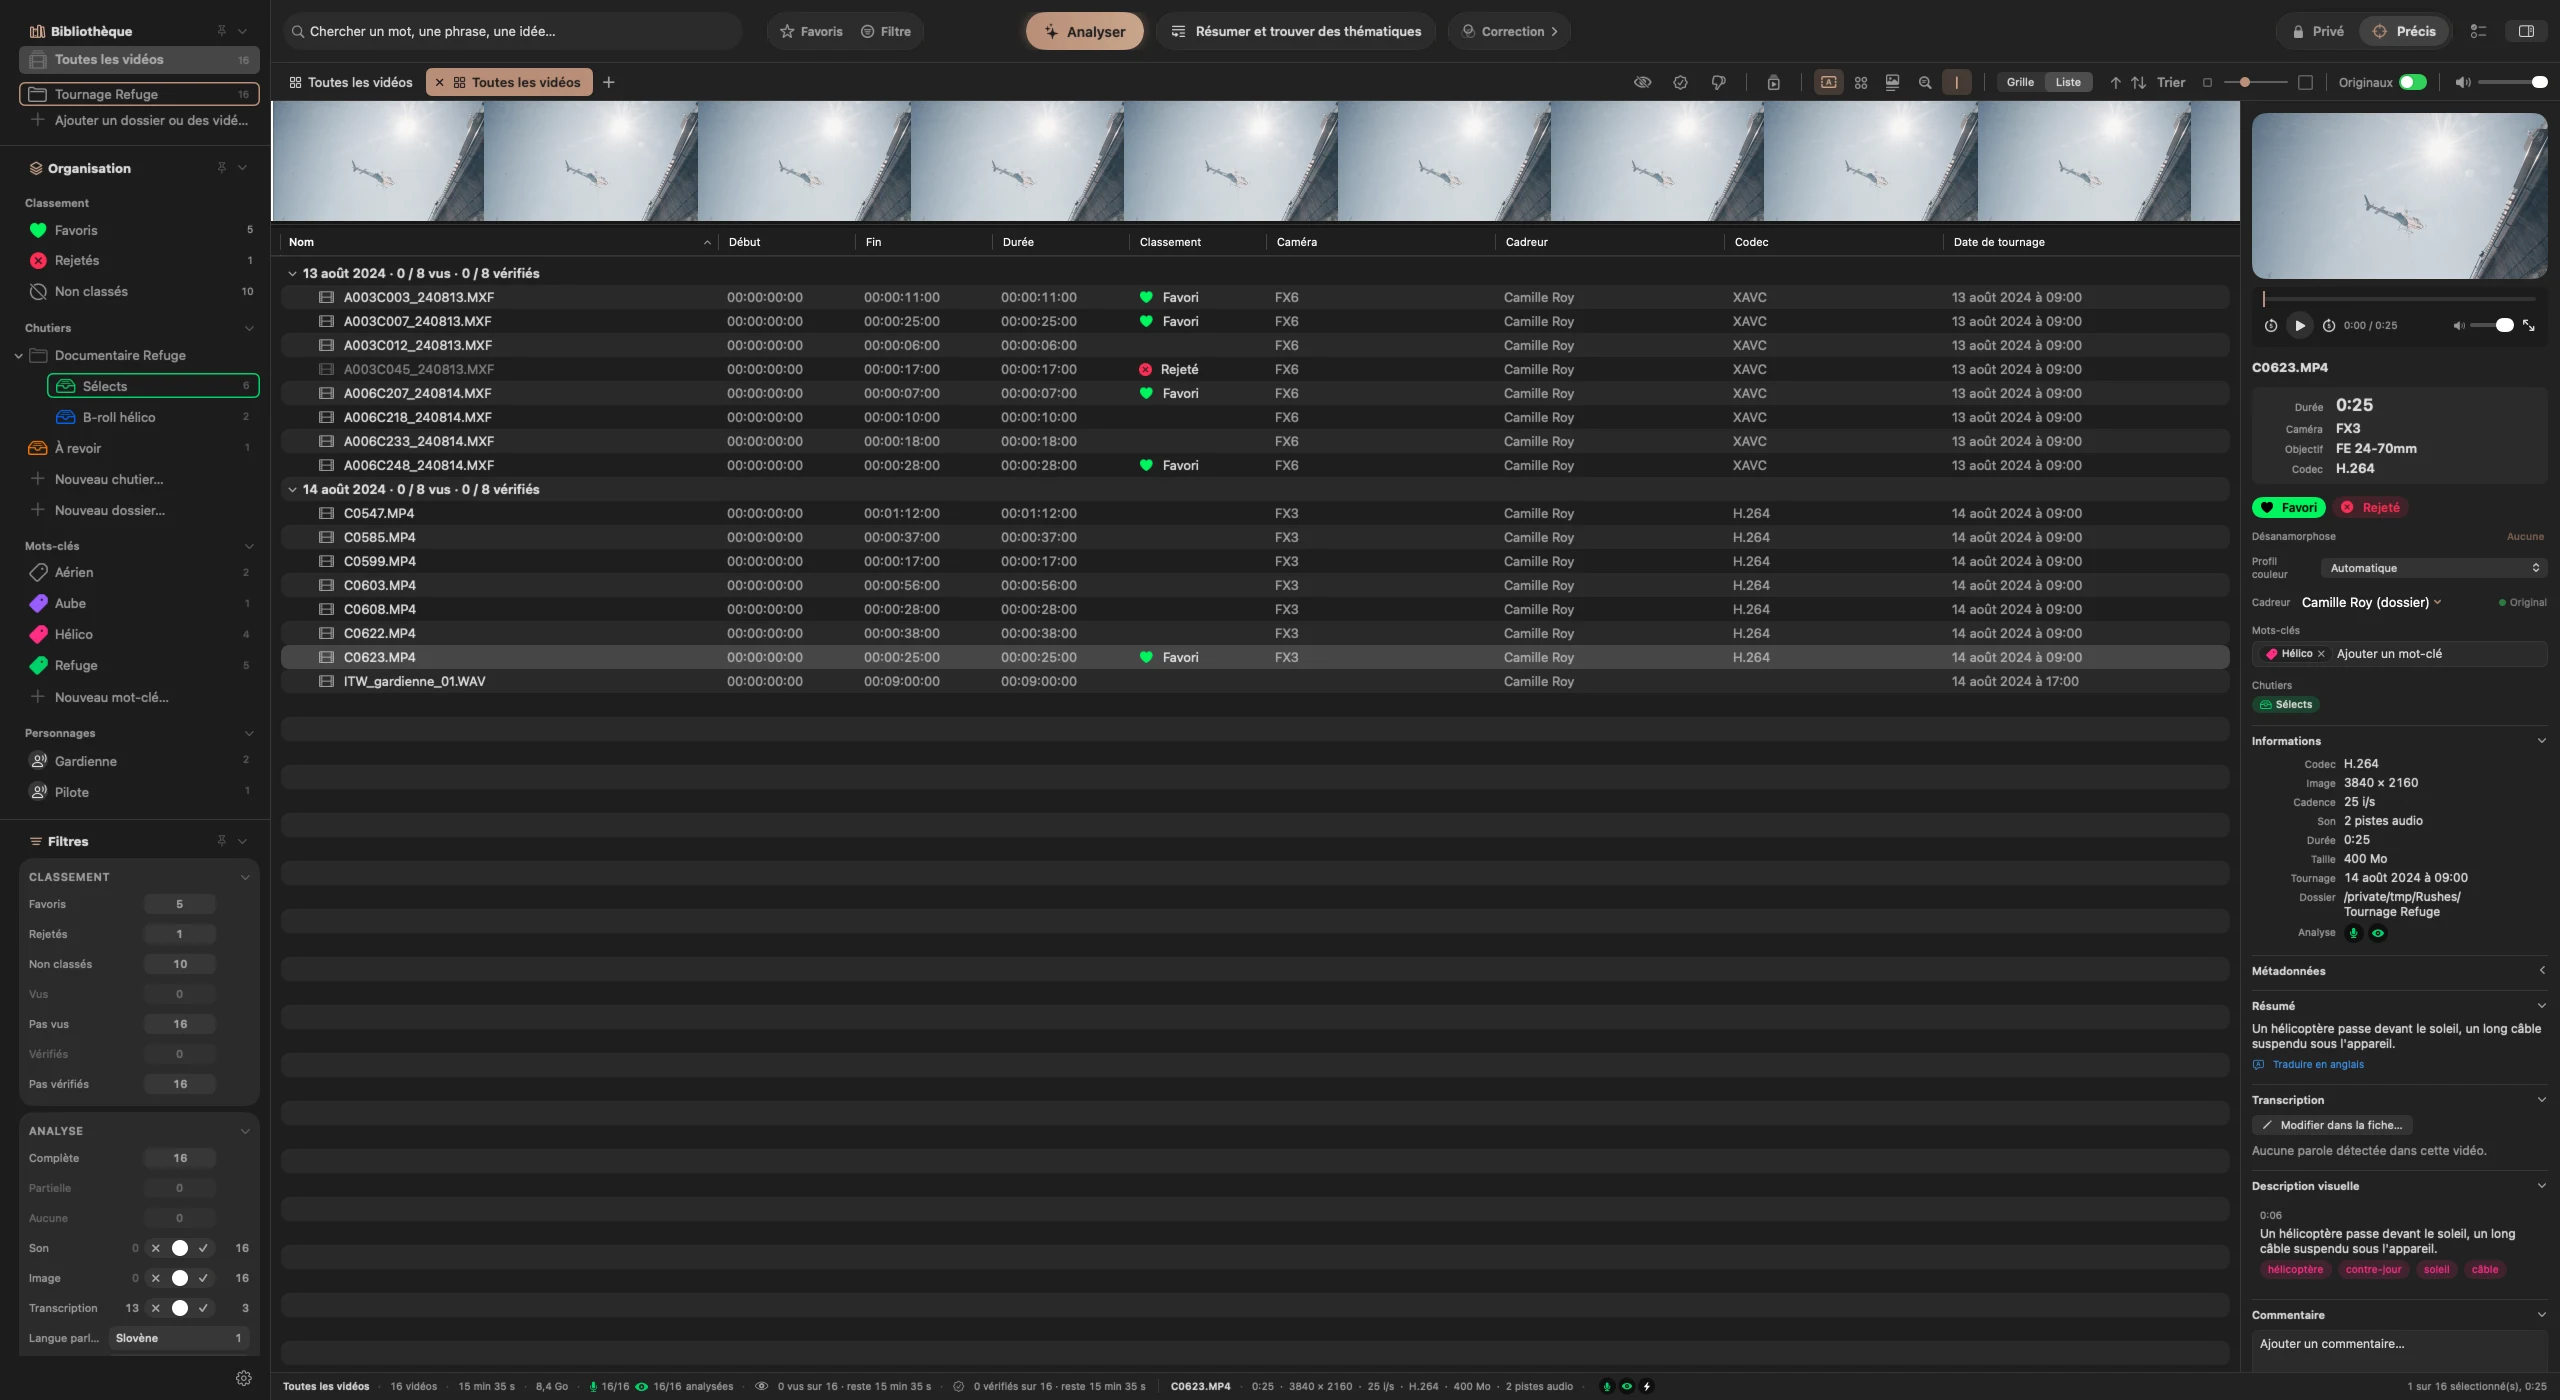 Bibliothèque
Toutes les vidéos 16
Tournage Refuge 16
Ajouter un dossier ou des vidé...
Organisation
Classement
Favoris 5
Rejetés 1
Non classés 10
Chutiers
Documentaire Refuge
Sélects 6
B-roll hélico 2
À revoir 1
Nouveau chutier...
Nouveau dossier...
Mots-clés
Aérien 2
Aube 1
Hélico 4
Refuge 5
Nouveau mot-clé...
Personnages
Gardienne 2
Pilote 1
Filtres
CLASSEMENT
Favoris 5
Rejetés 1
Non classés 10
Vus 0
Pas vus 16
Vérifiés 0
Pas vérifiés 16
ANALYSE
Complète 16
Partielle 0
Aucune 0
Son 0 16
Image 0 16
Transcription 13 3
Langue parl... Slovène 1
Chercher un mot, une phrase, une idée...
Favoris Filtre
Analyser
Résumer et trouver des thématiques
Correction
Privé Précis
Toutes les vidéos
Toutes les vidéos
Grille Liste
Trier
Originaux
Nom Début Fin Durée Classement Caméra Cadreur Codec Date de tournage
13 août 2024 · 0 / 8 vus · 0 / 8 vérifiés
A003C003_240813.MXF 00:00:00:00 00:00:11:00 00:00:11:00 Favori FX6 Camille Roy XAVC 13 août 2024 à 09:00
A003C007_240813.MXF 00:00:00:00 00:00:25:00 00:00:25:00 Favori FX6 Camille Roy XAVC 13 août 2024 à 09:00
A003C012_240813.MXF 00:00:00:00 00:00:06:00 00:00:06:00 FX6 Camille Roy XAVC 13 août 2024 à 09:00
A003C045_240813.MXF 00:00:00:00 00:00:17:00 00:00:17:00 Rejeté FX6 Camille Roy XAVC 13 août 2024 à 09:00
A006C207_240814.MXF 00:00:00:00 00:00:07:00 00:00:07:00 Favori FX6 Camille Roy XAVC 13 août 2024 à 09:00
A006C218_240814.MXF 00:00:00:00 00:00:10:00 00:00:10:00 FX6 Camille Roy XAVC 13 août 2024 à 09:00
A006C233_240814.MXF 00:00:00:00 00:00:18:00 00:00:18:00 FX6 Camille Roy XAVC 13 août 2024 à 09:00
A006C248_240814.MXF 00:00:00:00 00:00:28:00 00:00:28:00 Favori FX6 Camille Roy XAVC 13 août 2024 à 09:00
14 août 2024 · 0 / 8 vus · 0 / 8 vérifiés
C0547.MP4 00:00:00:00 00:01:12:00 00:01:12:00 FX3 Camille Roy H.264 14 août 2024 à 09:00
C0585.MP4 00:00:00:00 00:00:37:00 00:00:37:00 FX3 Camille Roy H.264 14 août 2024 à 09:00
C0599.MP4 00:00:00:00 00:00:17:00 00:00:17:00 FX3 Camille Roy H.264 14 août 2024 à 09:00
C0603.MP4 00:00:00:00 00:00:56:00 00:00:56:00 FX3 Camille Roy H.264 14 août 2024 à 09:00
C0608.MP4 00:00:00:00 00:00:28:00 00:00:28:00 FX3 Camille Roy H.264 14 août 2024 à 09:00
C0622.MP4 00:00:00:00 00:00:38:00 00:00:38:00 FX3 Camille Roy H.264 14 août 2024 à 09:00
C0623.MP4 00:00:00:00 00:00:25:00 00:00:25:00 Favori FX3 Camille Roy H.264 14 août 2024 à 09:00
ITW_gardienne_01.WAV 00:00:00:00 00:09:00:00 00:09:00:00 Camille Roy 14 août 2024 à 17:00
0:00 / 0:25
C0623.MP4
Durée 0:25
Caméra FX3
Objectif FE 24-70mm
Codec H.264
Favori Rejeté
Désanamorphose Aucune
Profil couleur Automatique
Cadreur Camille Roy (dossier) Original
Mots-clés
Hélico Ajouter un mot-clé
Chutiers
Sélects
Informations
Codec H.264
Image 3840 × 2160
Cadence 25 i/s
Son 2 pistes audio
Durée 0:25
Taille 400 Mo
Tournage 14 août 2024 à 09:00
Dossier /private/tmp/Rushes/
Tournage Refuge
Analyse
Métadonnées
Résumé
Un hélicoptère passe devant le soleil, un long câble
suspendu sous l'appareil.
Traduire en anglais
Transcription
Modifier dans la fiche...
Aucune parole détectée dans cette vidéo.
Description visuelle
0:06
Un hélicoptère passe devant le soleil, un long
câble suspendu sous l'appareil.
hélicoptère contre-jour soleil câble
Commentaire
Ajouter un commentaire...
Toutes les vidéos · 16 vidéos · 15 min 35 s · 8,4 Go · 16/16 16/16 analysées · 0 vus sur 16 · reste 15 min 35 s · 0 vérifiés sur 16 · reste 15 min 35 s C0623.MP4 · 0:25 · 3840 × 2160 · 25 i/s · H.264 · 400 Mo · 2 pistes audio · 1 sur 16 sélectionné(s), 0:25